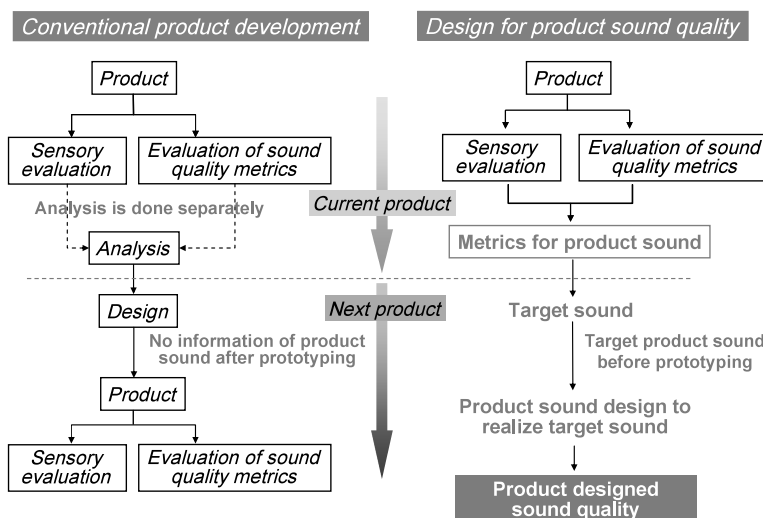 Conventional product development
Product
Sensory
evaluation
Evaluation of sound
quality metrics
Analysis is done separately
Analysis
Design
No information of product
sound after prototyping
Product
Sensory
evaluation
Evaluation of sound
quality metrics
Current product
Next product
Design for product sound quality
Product
Sensory
evaluation
Evaluation of sound
quality metrics
Metrics for product sound
Target sound
Target product sound
before prototyping
Product sound design to
realize target sound
Product designed
sound quality